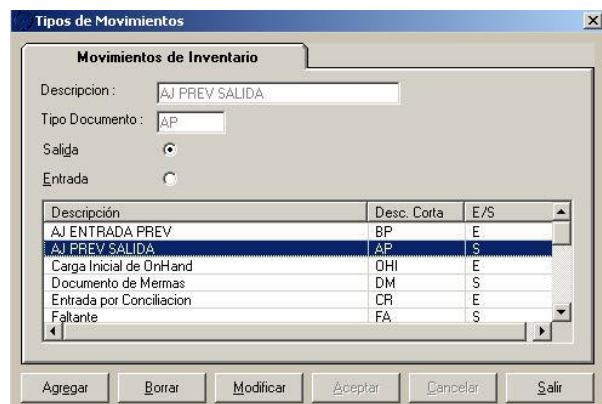 Tipos de Movimientos
Movimientos de Inventario
Descripcion : AJ PREV SALIDA
Tipo Documento : AP
Salida
Entrada
Descripción Desc. Corta E/S
AJ ENTRADA PREV BP E
AJ PREV SALIDA AP S
Carga Inicial de OnHand OHI E
Documento de Mermas DM S
Entrada por Conciliacion CR E
Faltante FA S
Agregar Borrar Modificar Aceptar Cancelar Salir